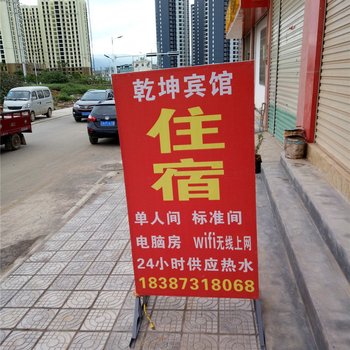 乾坤宾馆
住
宿
单人间 标准间
电脑房 wifi无线上网
24小时供应热水
18387318068